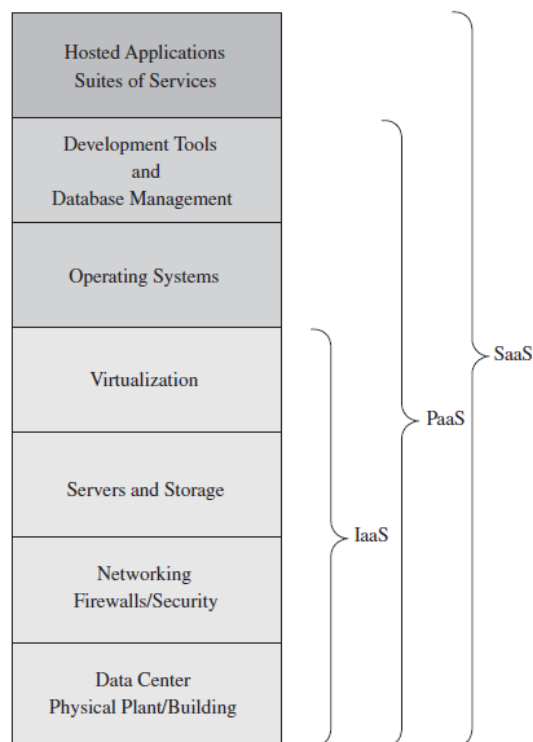 Hosted Applications
Suites of Services
Development Tools
and
Database Management
Operating Systems
Virtualization
Servers and Storage
Networking
Firewalls/Security
Data Center
Physical Plant/Building
SaaS
PaaS
IaaS